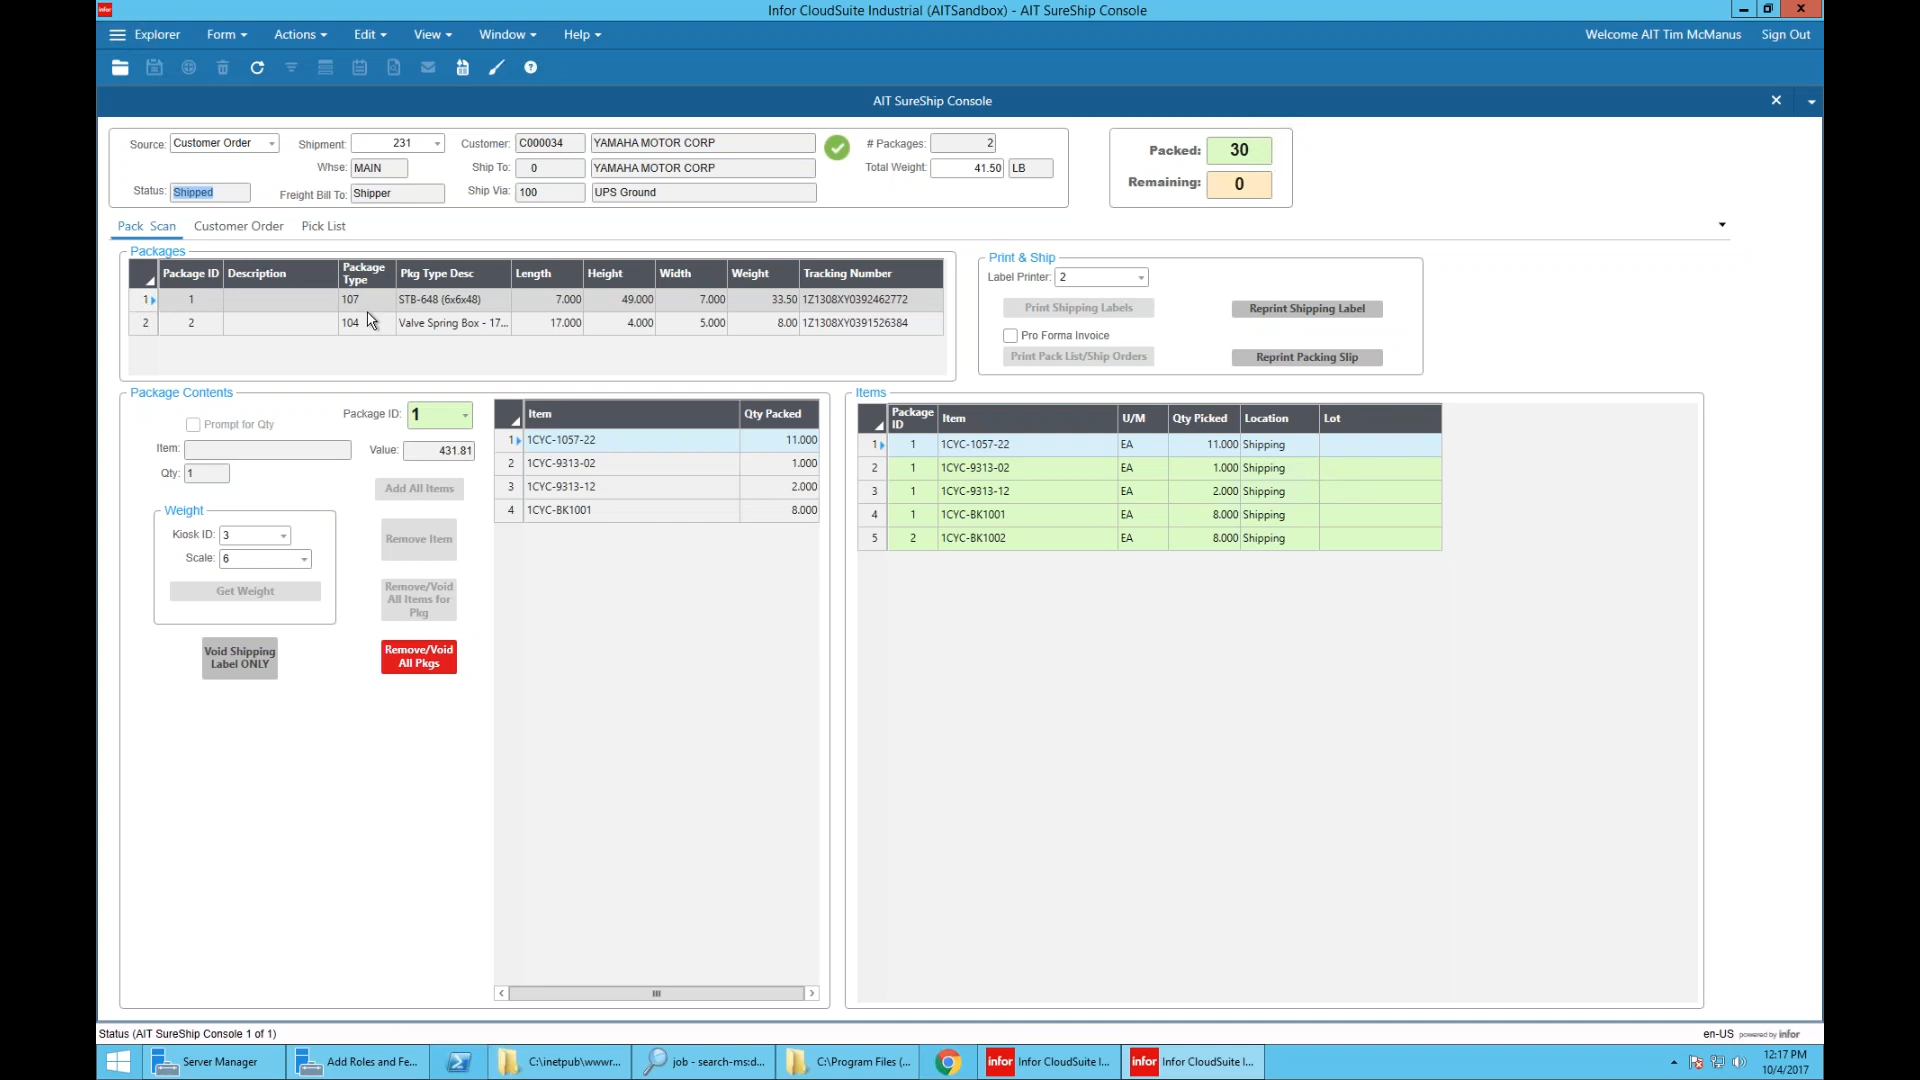 infor
Infor CloudSuite Industrial (AITSandbox) - AIT SureShip Console
Explorer Form Actions Edit View Window Help
Welcome AIT Tim McManus Sign Out
AIT SureShip Console
Source: Customer Order Shipment: 231 Customer: C000034 YAMAHA MOTOR CORP # Packages: 2
Whse: MAIN Ship To: 0 YAMAHA MOTOR CORP Total Weight: 41.50 LB
Status: Shipped Freight Bill To: Shipper Ship Via: 100 UPS Ground
Packed: 30
Remaining: 0
Pack Scan Customer Order Pick List
Packages
Package ID Description Package Type Pkg Type Desc Length Height Width Weight Tracking Number
1 1 107 STB-648 (6x6x48) 7.000 49.000 7.000 33.50 1Z1308XY0392462772
2 2 104 Valve Spring Box - 17... 17.000 4.000 5.000 8.00 1Z1308XY0391526384
Print & Ship
Label Printer: 2
Print Shipping Labels Reprint Shipping Label
Pro Forma Invoice
Print Pack List/Ship Orders Reprint Packing Slip
Package Contents
Prompt for Qty Package ID: 1
Item: Value: 431.81
Qty: 1
Add All Items
Weight
Kiosk ID: 3
Scale: 6
Get Weight
Remove Item
Remove/Void
All Items for
Pkg
Void Shipping
Label ONLY
Remove/Void
All Pkgs
Item Qty Packed
1 1CYC-1057-22 11.000
2 1CYC-9313-02 1.000
3 1CYC-9313-12 2.000
4 1CYC-BK1001 8.000
Items
Package ID Item U/M Qty Picked Location Lot
1 1 1CYC-1057-22 EA 11.000 Shipping
2 1 1CYC-9313-02 EA 1.000 Shipping
3 1 1CYC-9313-12 EA 2.000 Shipping
4 1 1CYC-BK1001 EA 8.000 Shipping
5 2 1CYC-BK1002 EA 8.000 Shipping
Status (AIT SureShip Console 1 of 1)
en-US powered by infor
Server Manager Add Roles and Fe... C:\inetpub\wwwr... job - search-ms:d... C:\Program Files (... infor Infor CloudSuite I... infor Infor CloudSuite I...
12:17 PM
10/4/2017